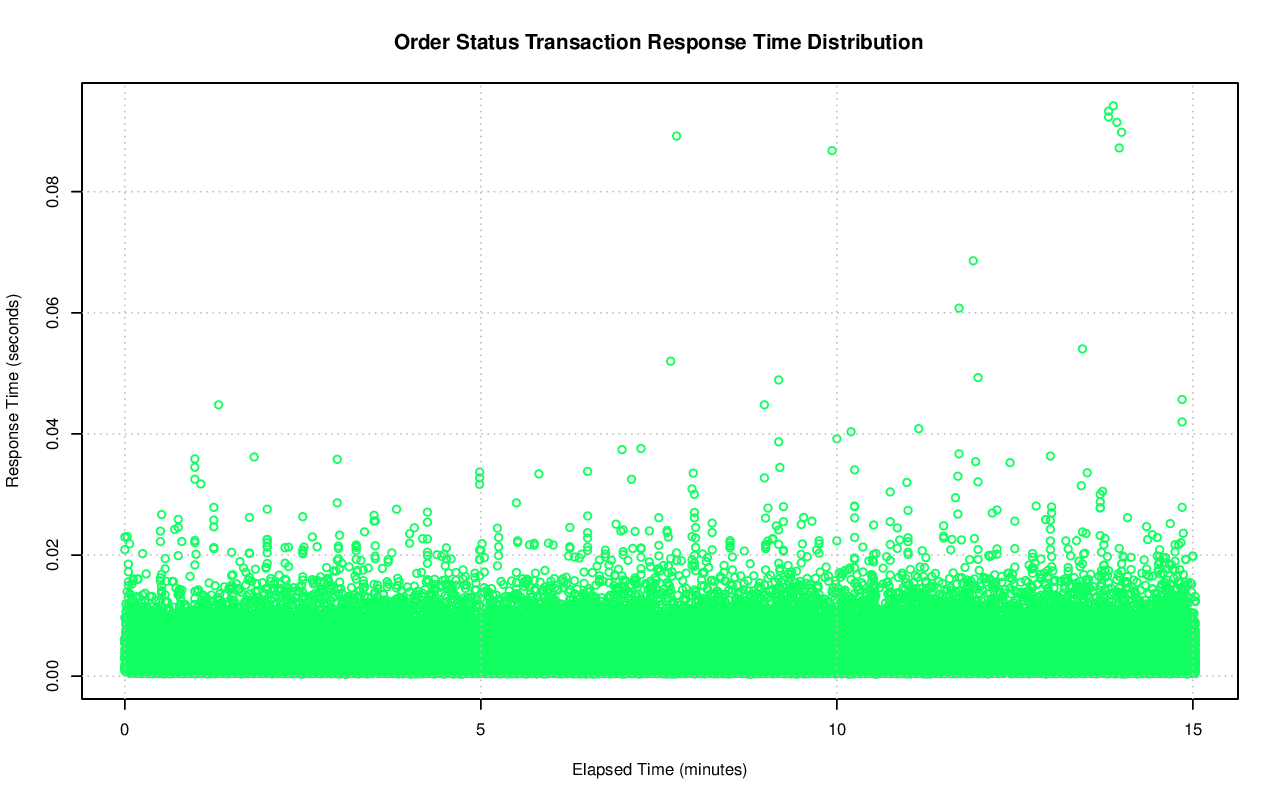 Order Status Transaction Response Time Distribution
Response Time (seconds)
0.08
0.06
0.04
0.02
0.00
0 5 10 15
Elapsed Time (minutes)